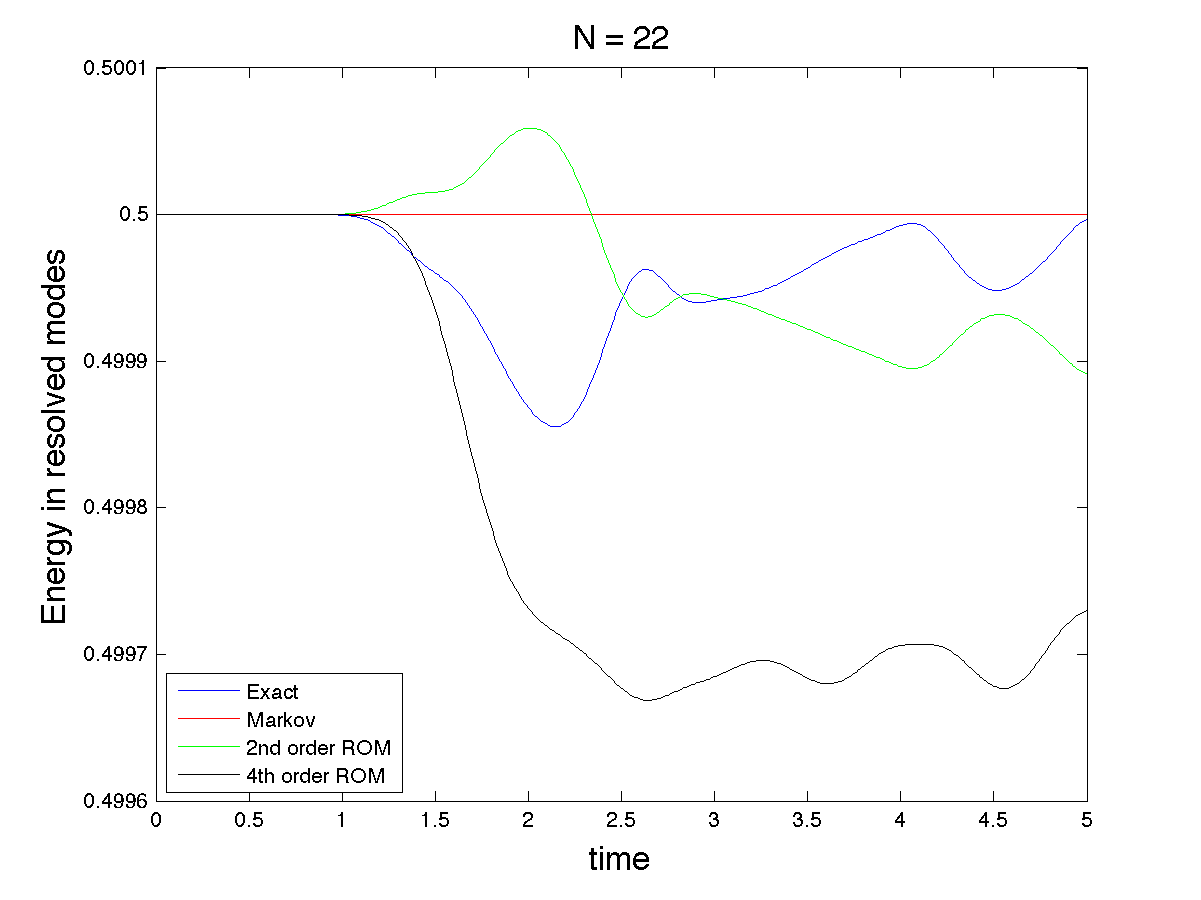 N = 22
0.5001
0.5
0.4999
0.4998
0.4997
0.4996
Energy in resolved modes
Exact
Markov
2nd order ROM
4th order ROM
0 0.5 1 1.5 2 2.5 3 3.5 4 4.5 5
time